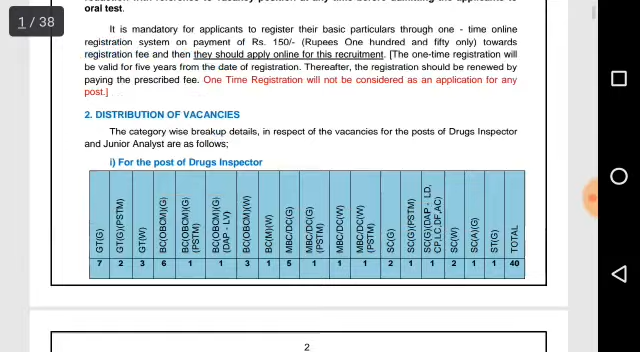 oral test.
1 / 38
It is mandatory for applicants to register their basic particulars through one - time online
registration system on payment of Rs. 150/- (Rupees One hundred and fifty only) towards
registration fee and then they should apply online for this recruitment. [The one-time registration will
be valid for five years from the date of registration. Thereafter, the registration should be renewed by
paying the prescribed fee. One Time Registration will not be considered as an application for any
post.]
2. DISTRIBUTION OF VACANCIES
The category wise breakup details, in respect of the vacancies for the posts of Drugs Inspector
and Junior Analyst are as follows;
i) For the post of Drugs Inspector
GT(G)
GT(G)(PSTM)
GT(W)
BC(OBCM)(G)
BC(OBCM)(G)
(PSTM)
BC(OBCM)(G)
(DAP - LV)
BC(OBCM)(W)
BC(M)(W)
MBC/DC(G)
MBC/DC(G)
(PSTM)
MBC/DC(W)
MBC/DC(W)
(PSTM)
SC(G)
SC(G)(PSTM)
SC(G)(DAP - LD,
CP,LC,DF,AC)
SC(W)
SC(A)(G)
ST(G)
TOTAL
7 2 3 6 1 1 3 1 5 1 1 1 2 1 1 2 1 1 40
2